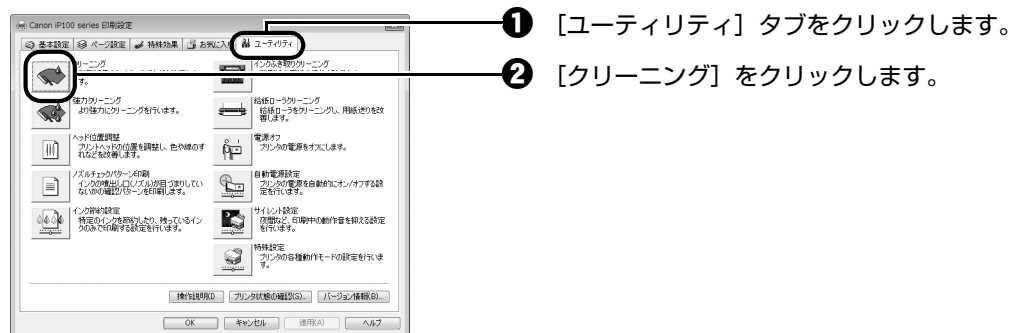 Canon iP100 series 印刷設定
基本設定 ページ設定 特殊効果 お気に入 ユーティリティ
❶ [ユーティリティ] タブをクリックします。
❷ [クリーニング] をクリックします。
リーニング
す。
インクふき取りクリーニング
強力クリーニング
より強力にクリーニングを行います。
給紙ローラクリーニング
給紙ローラをクリーニングし、用紙送りを改
善します。
ヘッド位置調整
プリントヘッドの位置を調整し、色や線のず
れなどを改善します。
電源オフ
プリンタの電源をオフにします。
ノズルチェックパターン印刷
インクの噴出し口(ノズル)が目づまりしてい
ないかの確認パターンを印刷します。
自動電源設定
プリンタの電源を自動的にオン/オフする設
定を行います。
インク節約設定
特定のインクを節約したり、残っているイン
クのみで印刷する設定を行います。
サイレント設定
夜間など、印刷中の動作音を抑える設定
を行います。
特殊設定
プリンタの各種動作モードの設定を行いま
す。
操作説明(I) プリンタ状態の確認(S)... バージョン情報(B)...
OK キャンセル 適用(A) ヘルプ